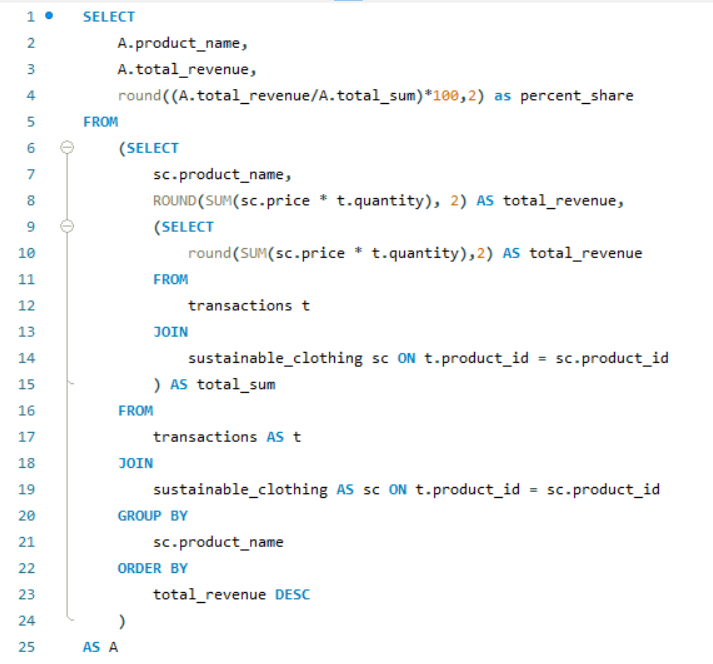 1 SELECT
2 A.product_name,
3 A.total_revenue,
4 round((A.total_revenue/A.total_sum)*100,2) as percent_share
5 FROM
6 (SELECT
7 sc.product_name,
8 ROUND(SUM(sc.price * t.quantity), 2) AS total_revenue,
9 (SELECT
10 round(SUM(sc.price * t.quantity),2) AS total_revenue
11 FROM
12 transactions t
13 JOIN
14 sustainable_clothing sc ON t.product_id = sc.product_id
15 ) AS total_sum
16 FROM
17 transactions AS t
18 JOIN
19 sustainable_clothing AS sc ON t.product_id = sc.product_id
20 GROUP BY
21 sc.product_name
22 ORDER BY
23 total_revenue DESC
24 )
25 AS A